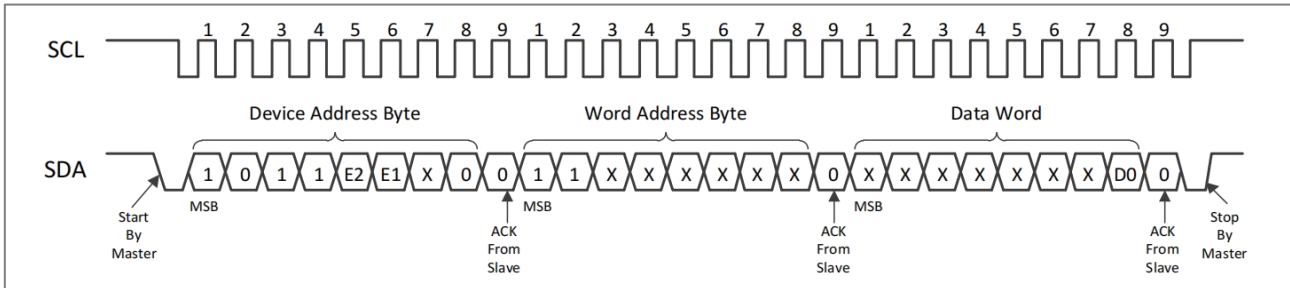 1 2 3 4 5 6 7 8 9 1 2 3 4 5 6 7 8 9 1 2 3 4 5 6 7 8 9
SCL
Device Address Byte Word Address Byte Data Word
SDA 1 0 1 1 E2 E1 X 0 0 1 1 X X X X X X 0 X X X X X X X D0 0
MSB MSB MSB
Start
By
Master
ACK
From
Slave
ACK
From
Slave
ACK
From
Slave
Stop
By
Master